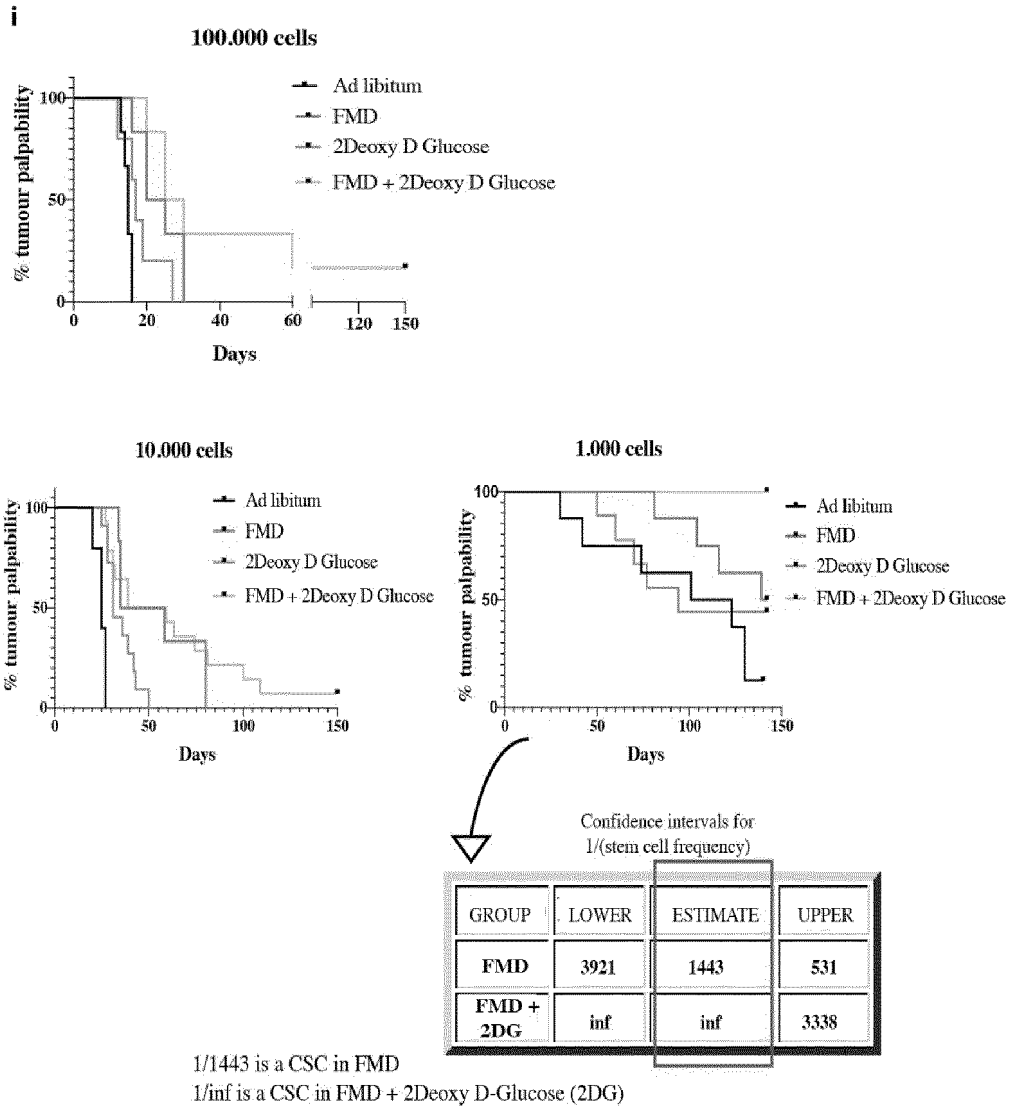 i
100.000 cells
% tumour palpability
100
50
0
0 20 40 60 120 150
Days
Ad libitum
FMD
2Deoxy D Glucose
FMD + 2Deoxy D Glucose
10.000 cells
% tumour palpability
100
50
0
0 50 100 150
Days
Ad libitum
FMD
2Deoxy D Glucose
FMD + 2Deoxy D Glucose
1.000 cells
% tumour palpability
100
50
0
0 50 100 150
Days
Ad libitum
FMD
2Deoxy D Glucose
FMD + 2Deoxy D Glucose
Confidence intervals for
1/(stem cell frequency)
GROUP LOWER ESTIMATE UPPER
FMD 3921 1443 531
FMD +
2DG inf inf 3338
1/1443 is a CSC in FMD
1/inf is a CSC in FMD + 2Deoxy D-Glucose (2DG)